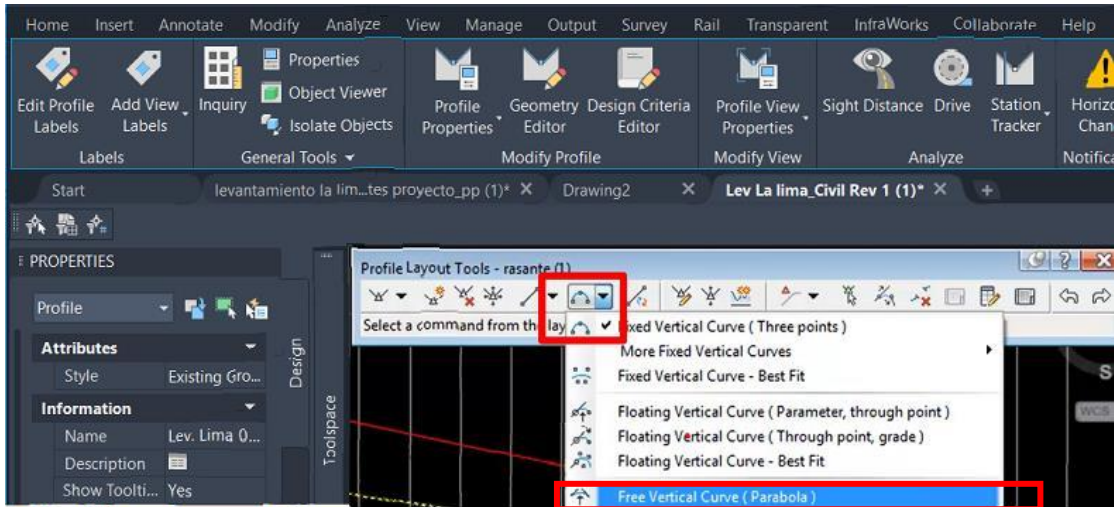 Home Insert Annotate Modify Analyze View Manage Output Survey Rail Transparent InfraWorks Collaborate Help
Edit Profile Labels
Add View Labels
Inquiry
Properties
Object Viewer
Isolate Objects
Profile Properties
Geometry Editor
Design Criteria Editor
Profile View Properties
Sight Distance
Drive
Station Tracker
Horizo
Chan
Labels General Tools Modify Profile Modify View Analyze Notifica
Start levantamiento la lim...tes proyecto_pp (1)* Drawing2 Lev La lima_Civil Rev 1 (1)*
PROPERTIES
Profile
Attributes
Style Existing Gro...
Information
Name Lev. Lima 0...
Description
Show Toolti... Yes
Design
Toolspace
Profile Layout Tools - rasante (1)
Select a command from the lay
Fixed Vertical Curve ( Three points )
More Fixed Vertical Curves
Fixed Vertical Curve - Best Fit
Floating Vertical Curve ( Parameter, through point )
Floating Vertical Curve ( Through point, grade )
Floating Vertical Curve - Best Fit
Free Vertical Curve ( Parabola )
S
WCS